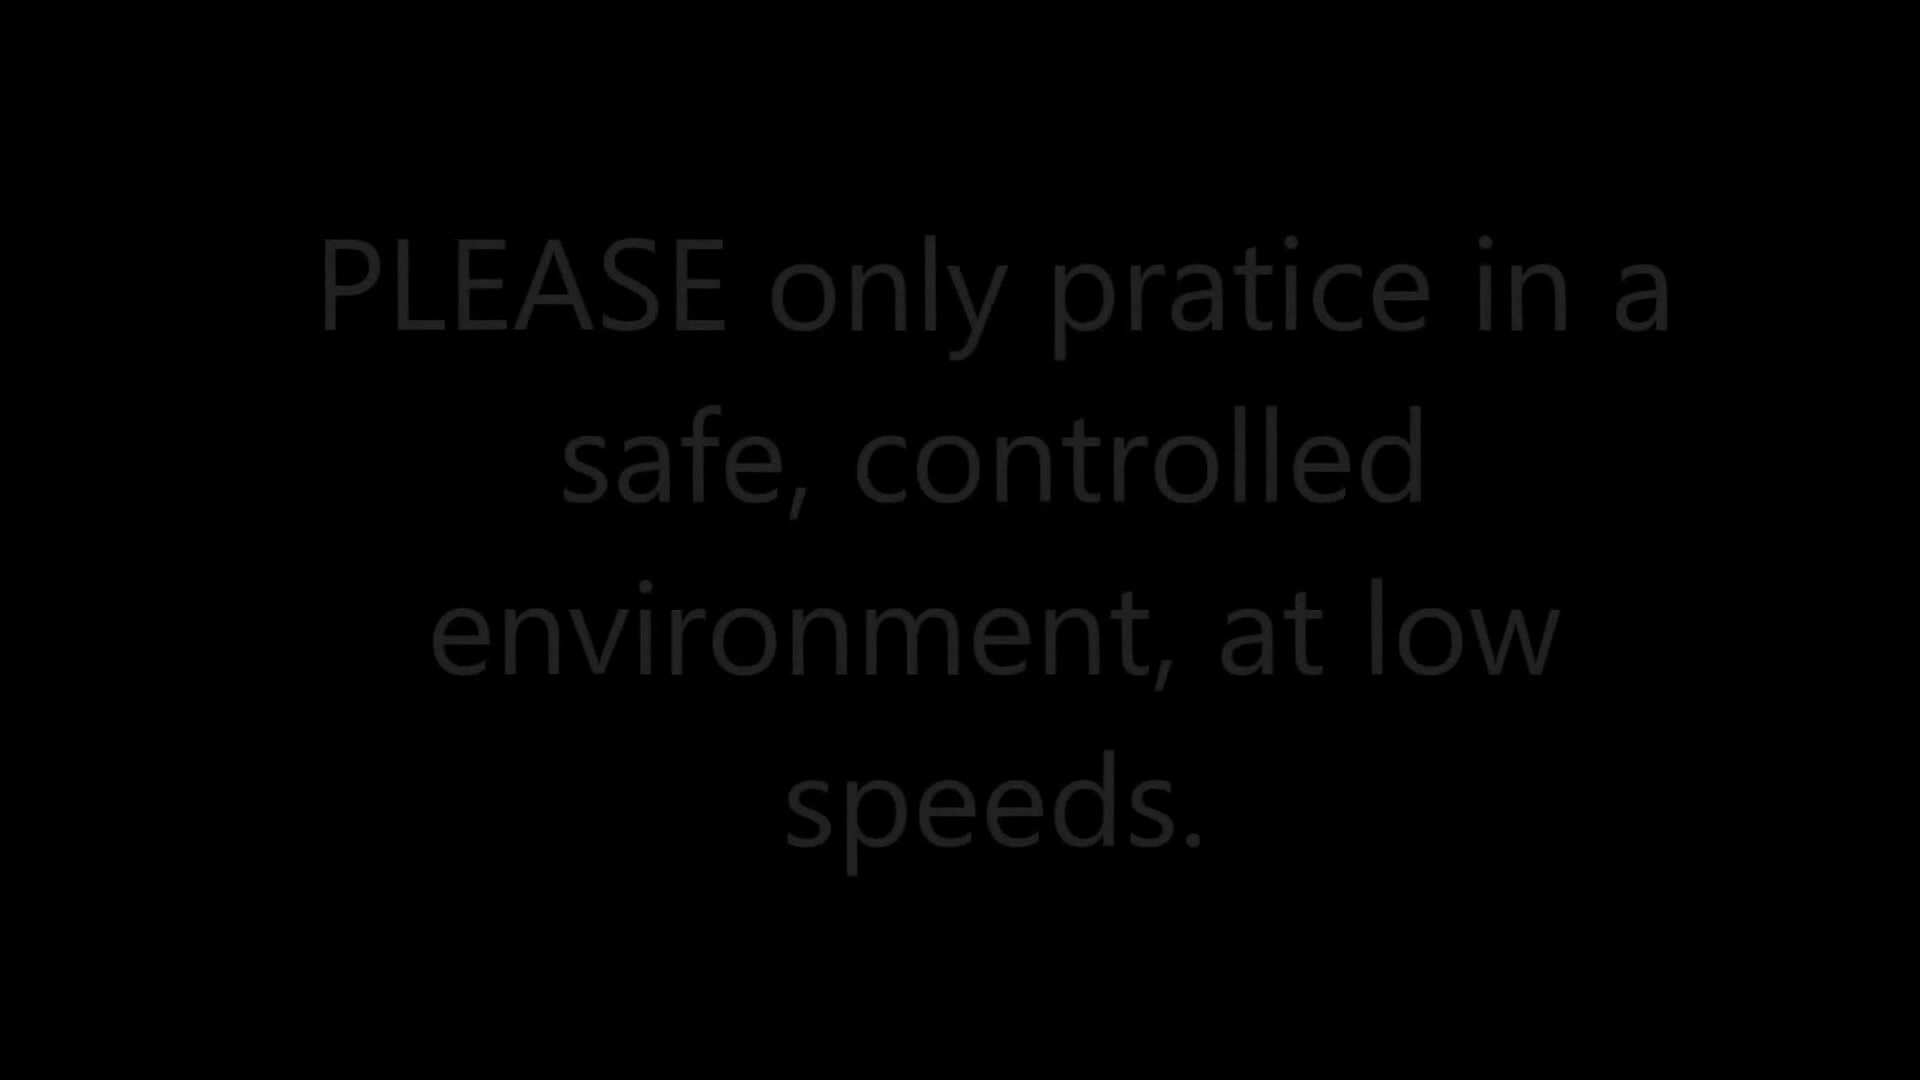 PLEASE only pratice in a
safe, controlled
environment, at low
speeds.